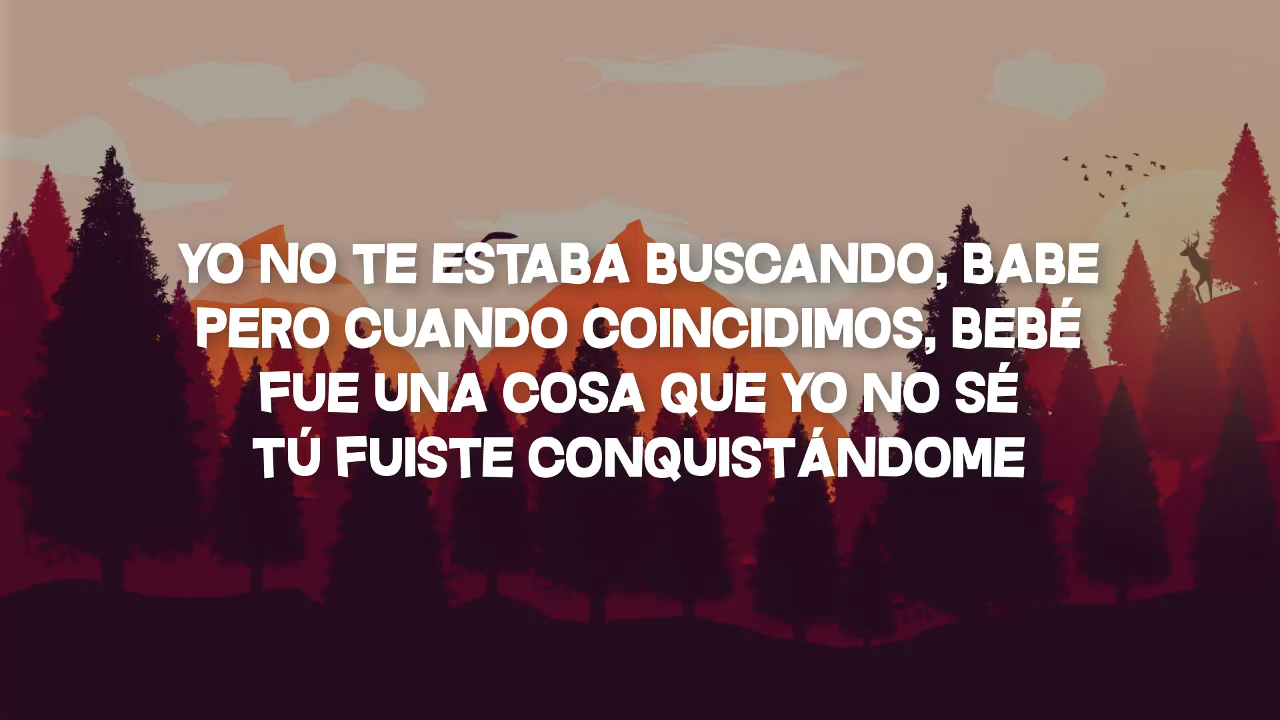 YO NO TE ESTABA BUSCANDO, BABE
PERO CUANDO COINCIDIMOS, BEBÉ
FUE UNA COSA QUE YO NO SÉ
TÚ FUISTE CONQUISTÁNDOME